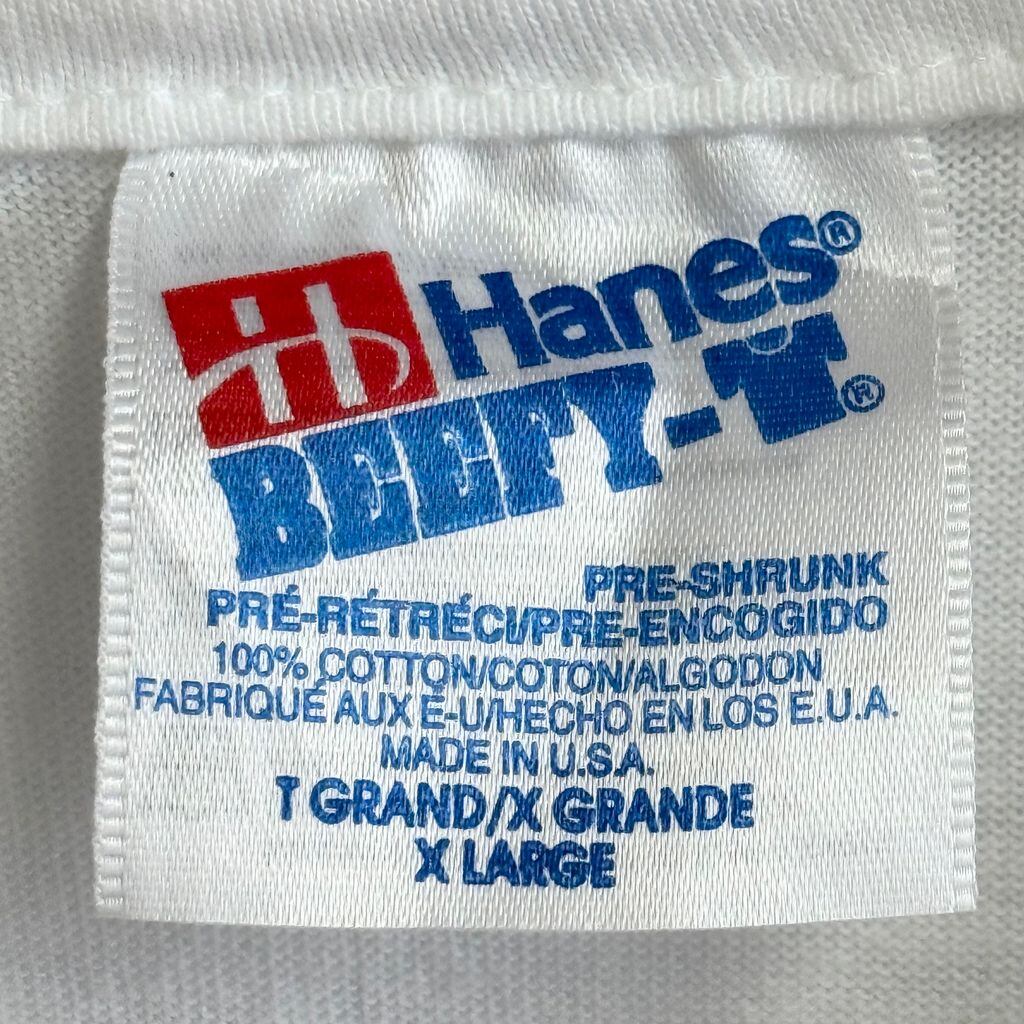 Hanes®
BEEFY-T®
PRE-SHRUNK
PRÉ-RÉTRÉCI/PRE-ENCOGIDO
100% COTTON/COTON/ALGODON
FABRIQUÉ AUX É-U/HECHO EN LOS E.U.A.
MADE IN U.S.A.
T GRAND/X GRANDE
X LARGE